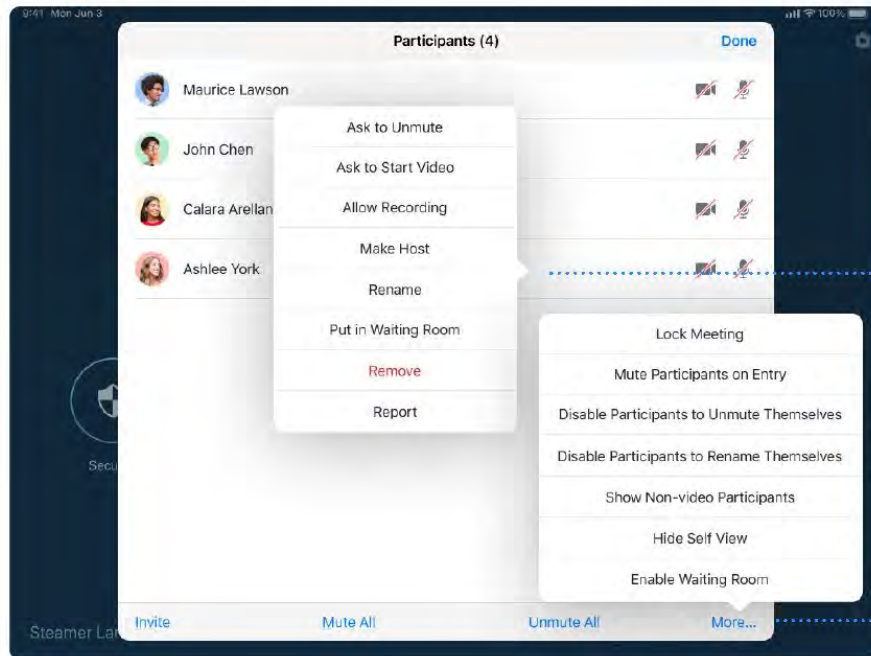 9:41 Mon Jun 3
100%
Participants (4)
Done
Maurice Lawson
John Chen
Calara Arellan
Ashlee York
Ask to Unmute
Ask to Start Video
Allow Recording
Make Host
Rename
Put in Waiting Room
Remove
Report
Lock Meeting
Mute Participants on Entry
Disable Participants to Unmute Themselves
Disable Participants to Rename Themselves
Show Non-video Participants
Hide Self View
Enable Waiting Room
Secu
Steamer La
Invite
Mute All
Unmute All
More...